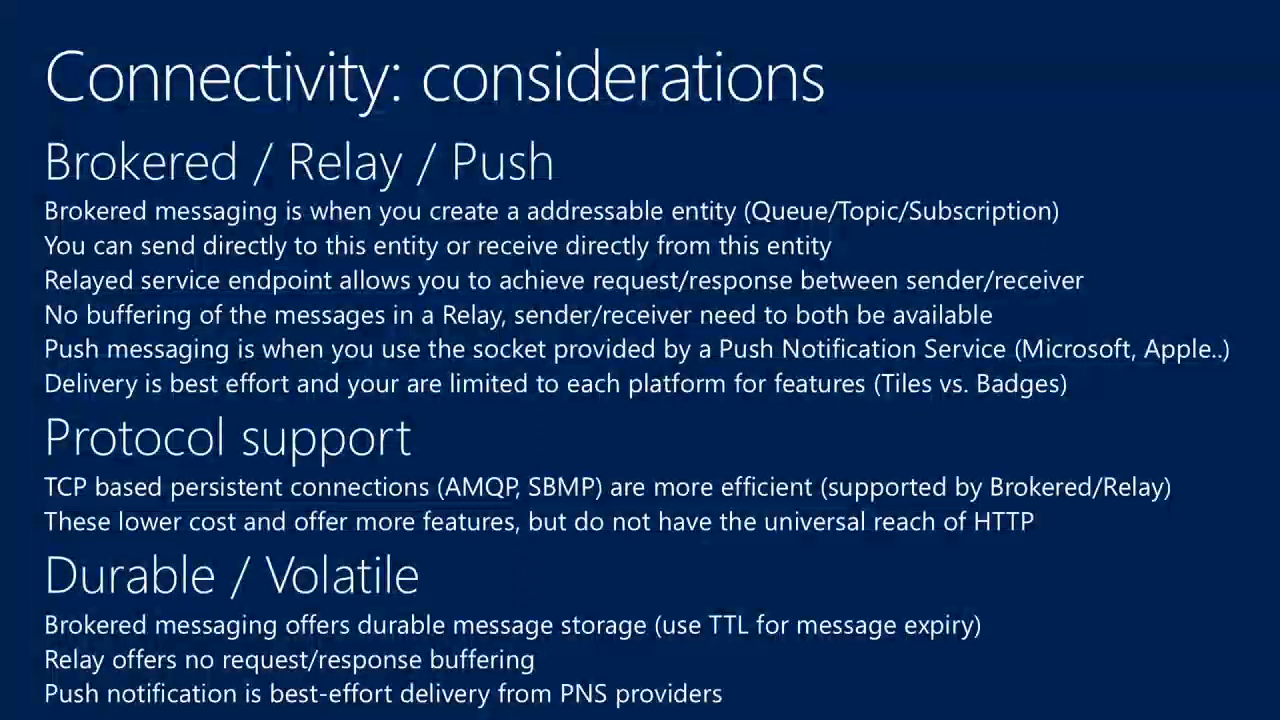 Connectivity: considerations
Brokered / Relay / Push
Brokered messaging is when you create a addressable entity (Queue/Topic/Subscription)
You can send directly to this entity or receive directly from this entity
Relayed service endpoint allows you to achieve request/response between sender/receiver
No buffering of the messages in a Relay, sender/receiver need to both be available
Push messaging is when you use the socket provided by a Push Notification Service (Microsoft, Apple..)
Delivery is best effort and your are limited to each platform for features (Tiles vs. Badges)
Protocol support
TCP based persistent connections (AMQP, SBMP) are more efficient (supported by Brokered/Relay)
These lower cost and offer more features, but do not have the universal reach of HTTP
Durable / Volatile
Brokered messaging offers durable message storage (use TTL for message expiry)
Relay offers no request/response buffering
Push notification is best-effort delivery from PNS providers